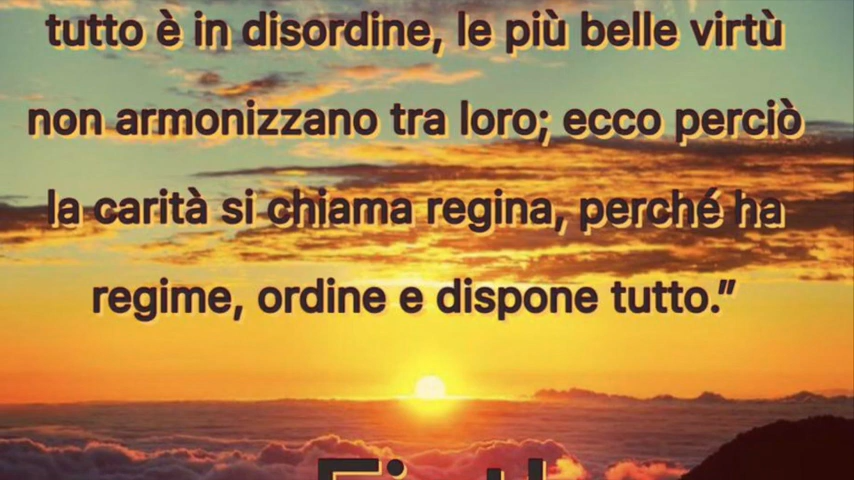 tutto è in disordine, le più belle virtù
non armonizzano tra loro; ecco perciò
la carità si chiama regina, perché ha
regime, ordine e dispone tutto.”